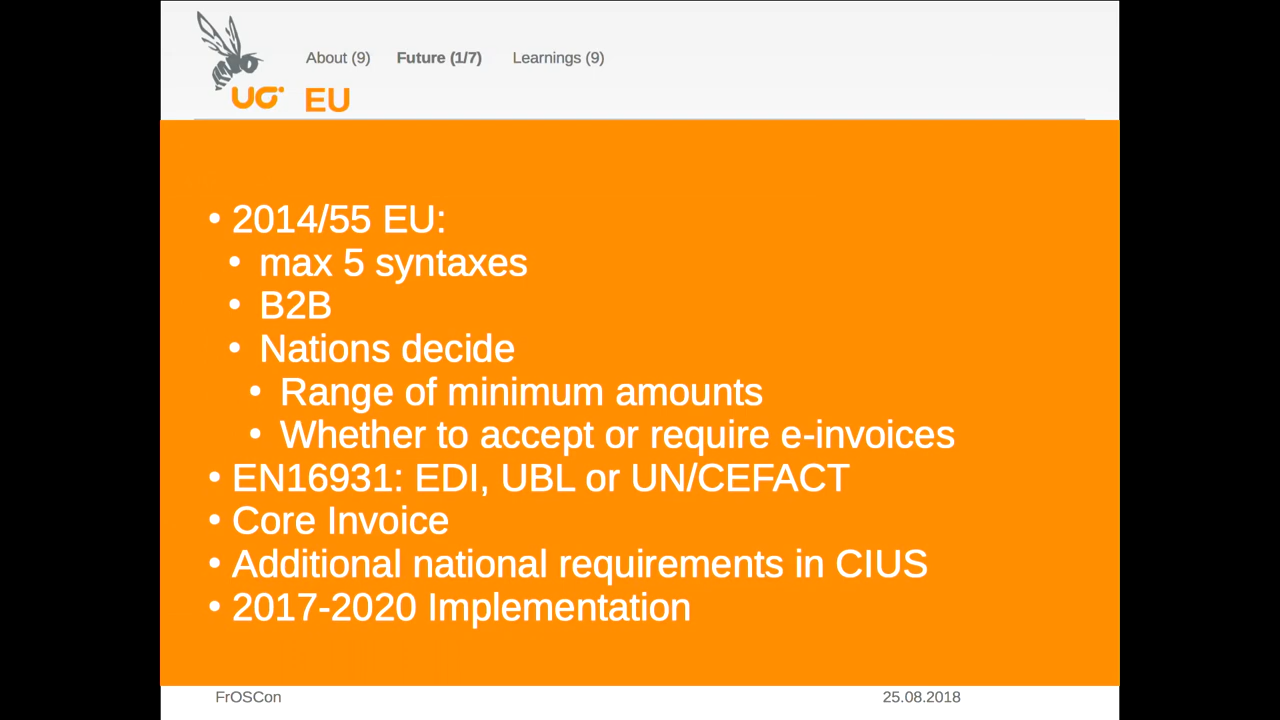 About (9) Future (1/7) Learnings (9)
EU
• 2014/55 EU:
• max 5 syntaxes
• B2B
• Nations decide
• Range of minimum amounts
• Whether to accept or require e-invoices
• EN16931: EDI, UBL or UN/CEFACT
• Core Invoice
• Additional national requirements in CIUS
• 2017-2020 Implementation
FrOSCon 25.08.2018